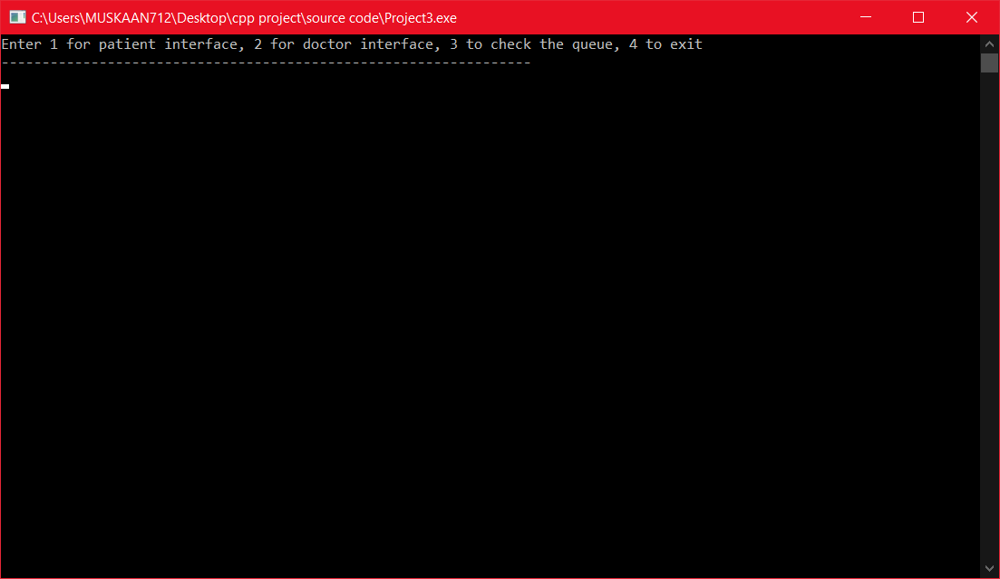 C:\Users\MUSKAAN712\Desktop\cpp project\source code\Project3.exe
Enter 1 for patient interface, 2 for doctor interface, 3 to check the queue, 4 to exit
-----------------------------------------------------------------